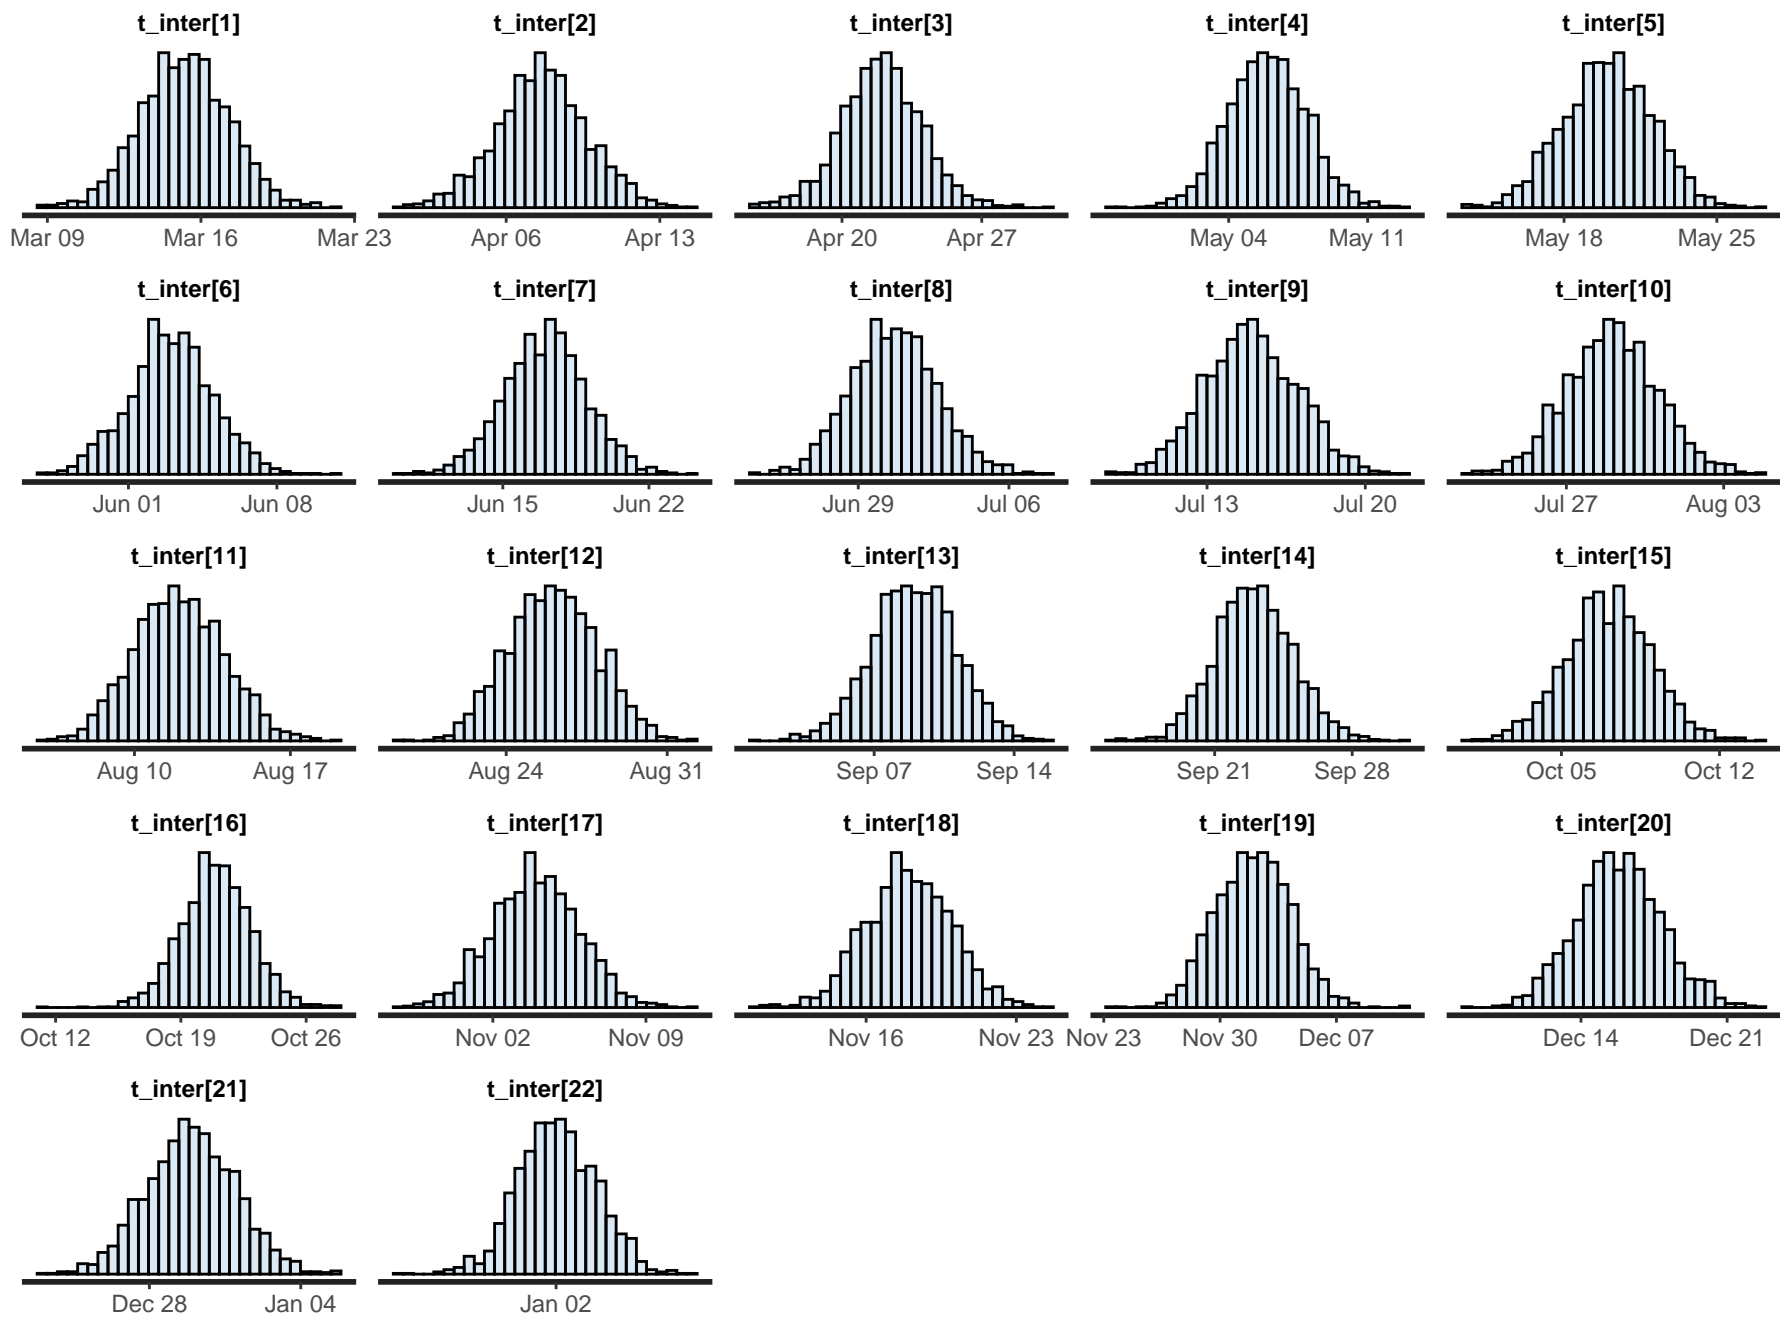 t_inter[1] t_inter[2] t_inter[3] t_inter[4] t_inter[5]
Mar 09 Mar 16 Mar 23 Apr 06 Apr 13 Apr 20 Apr 27 May 04 May 11 May 18 May 25
t_inter[6] t_inter[7] t_inter[8] t_inter[9] t_inter[10]
Jun 01 Jun 08 Jun 15 Jun 22 Jun 29 Jul 06 Jul 13 Jul 20 Jul 27 Aug 03
t_inter[11] t_inter[12] t_inter[13] t_inter[14] t_inter[15]
Aug 10 Aug 17 Aug 24 Aug 31 Sep 07 Sep 14 Sep 21 Sep 28 Oct 05 Oct 12
t_inter[16] t_inter[17] t_inter[18] t_inter[19] t_inter[20]
Oct 12 Oct 19 Oct 26 Nov 02 Nov 09 Nov 16 Nov 23 Nov 23 Nov 30 Dec 07 Dec 14 Dec 21
t_inter[21] t_inter[22]
Dec 28 Jan 04 Jan 02